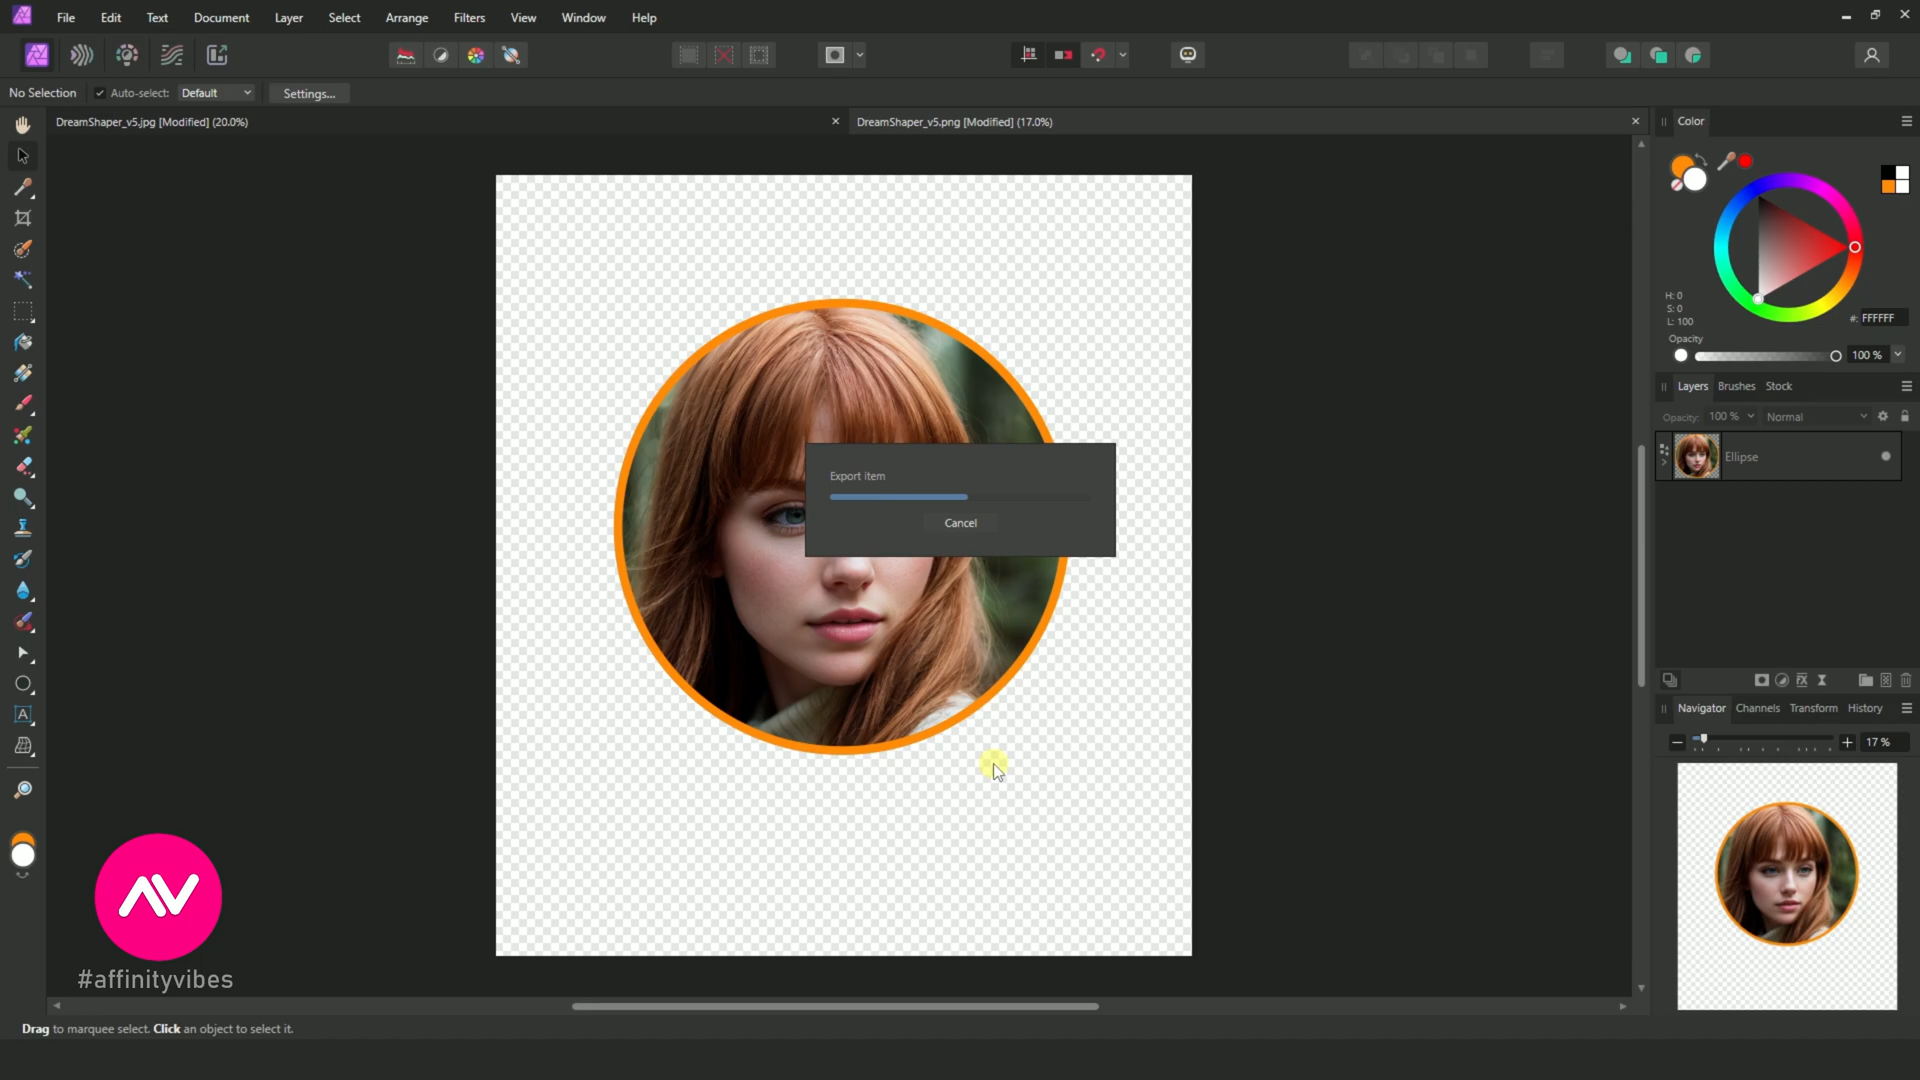 File Edit Text Document Layer Select Arrange Filters View Window Help
No Selection Auto-select: Default Settings...
DreamShaper_v5.jpg [Modified] (20.0%)
DreamShaper_v5.png [Modified] (17.0%)
Color
H: 0
S: 0
L: 100
#: FFFFFF
Opacity
100 %
Layers Brushes Stock
Opacity: 100 % Normal
Ellipse
Export item
Cancel
Navigator Channels Transform History
17 %
#affinityvibes
Drag to marquee select. Click an object to select it.